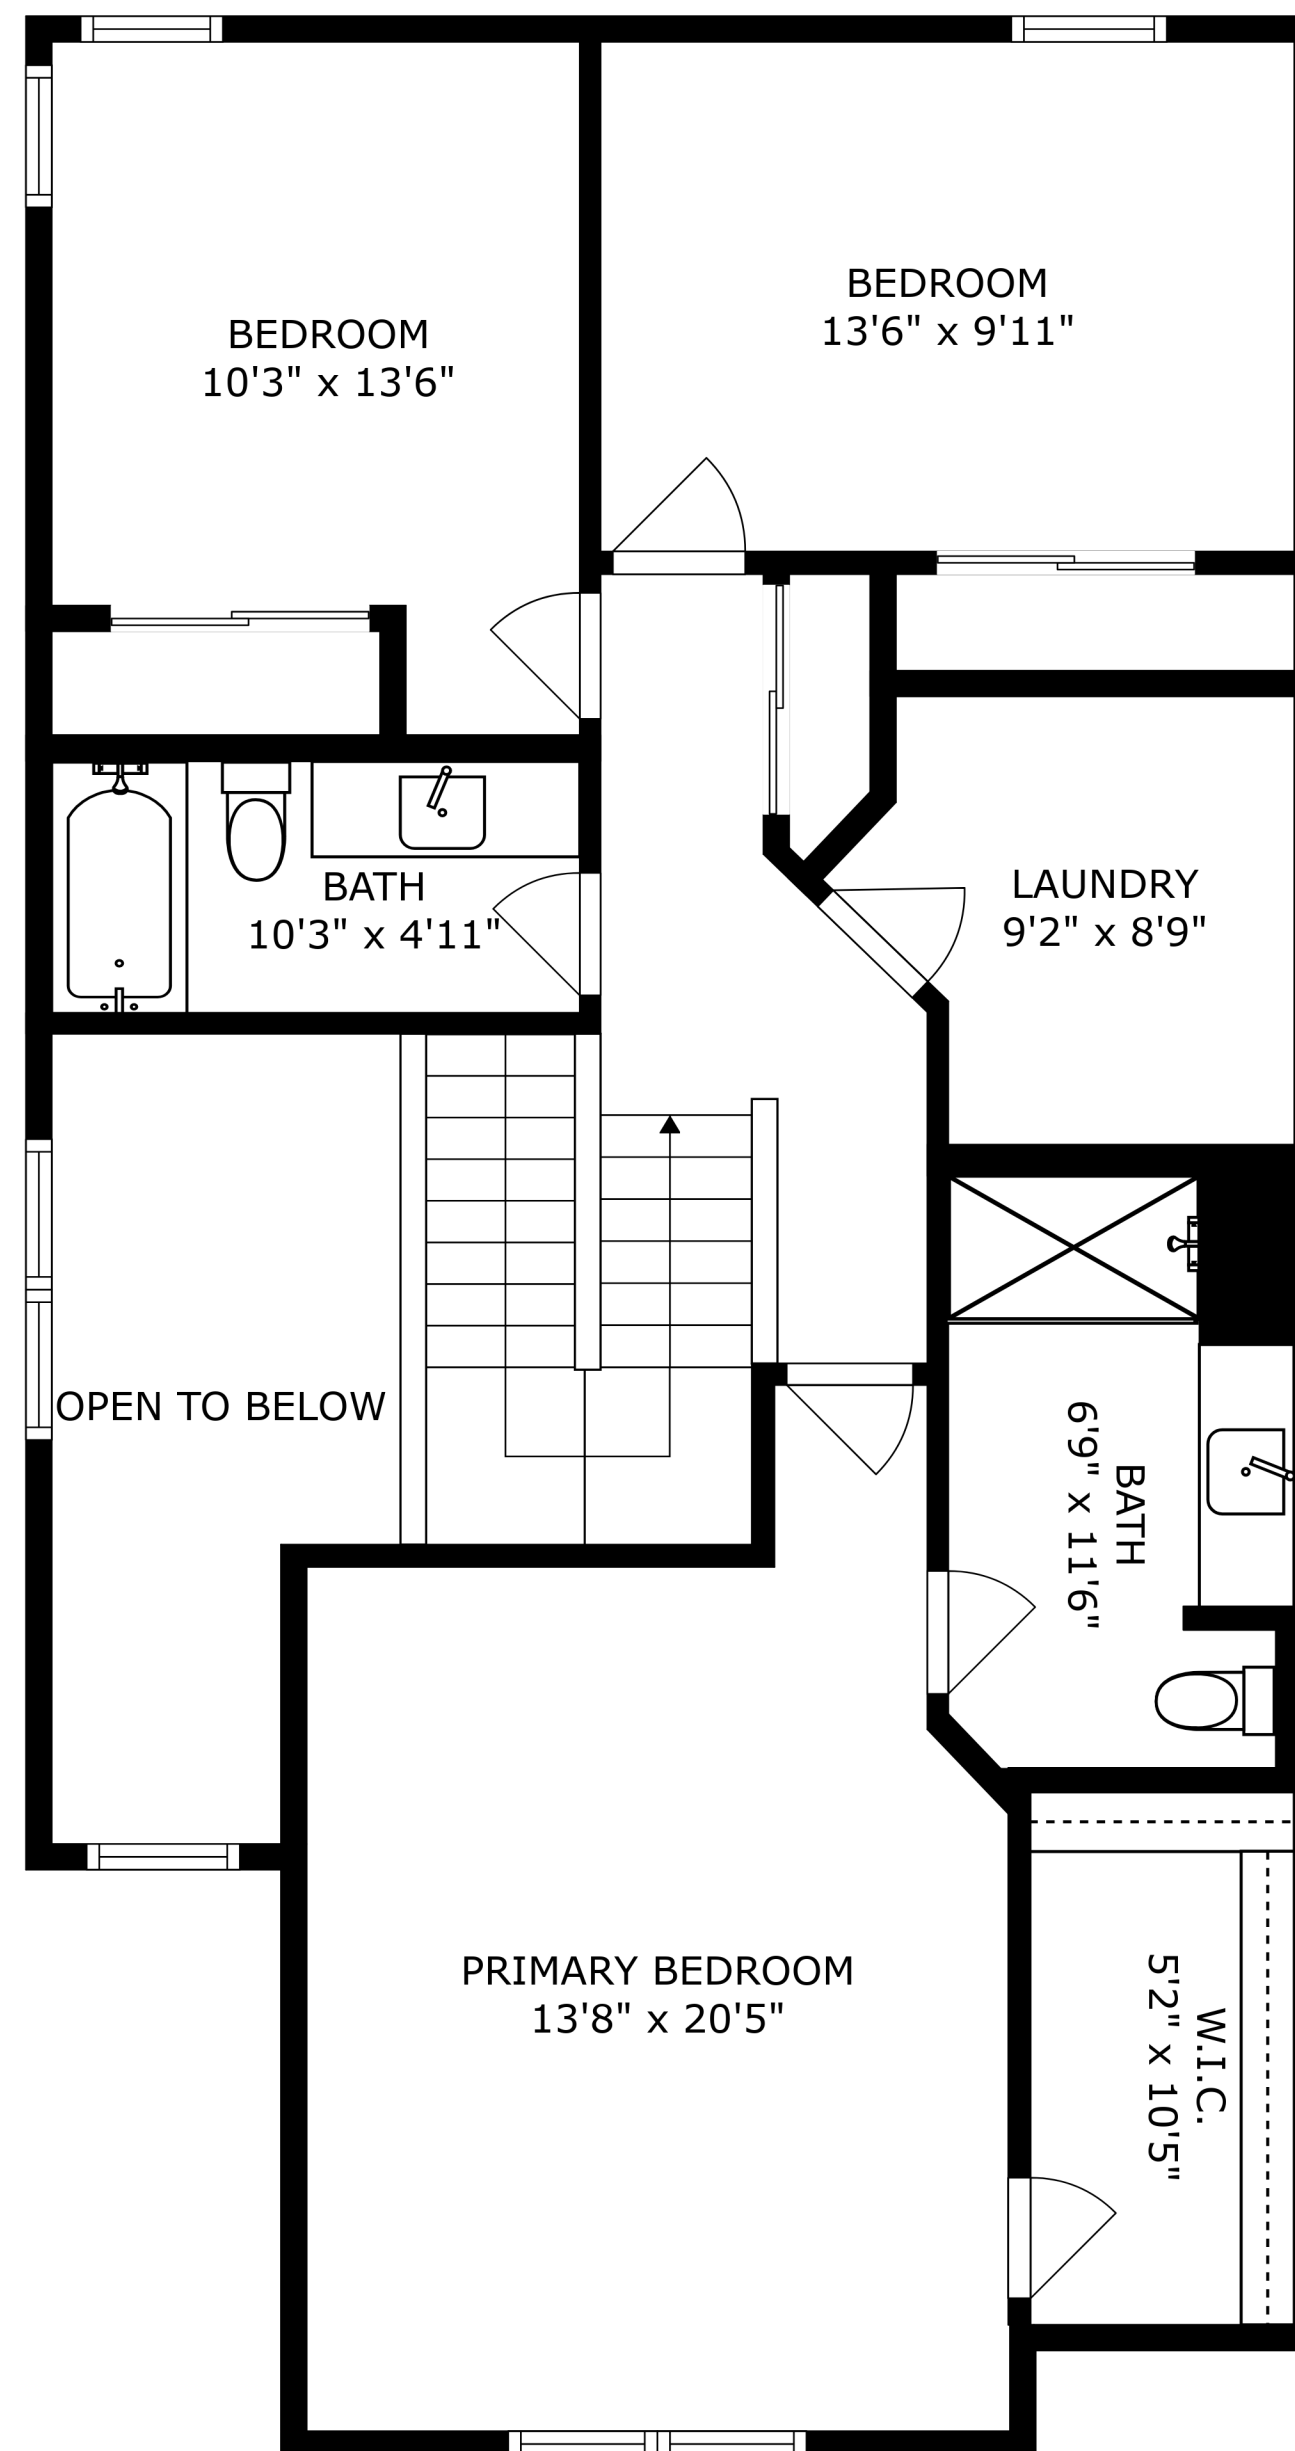 BEDROOM
13'6" x 9'11"
BEDROOM
10'3" x 13'6"
LAUNDRY
9'2" x 8'9"
BATH
10'3" x 4'11"
OPEN TO BELOW
BATH
6'9" x 11'6"
PRIMARY BEDROOM
13'8" x 20'5"
W.I.C.
5'2" x 10'5"